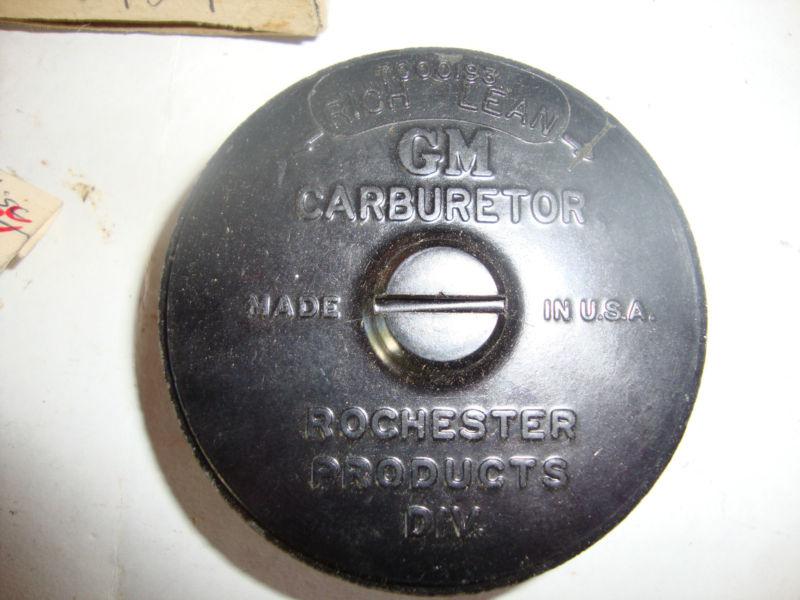 7000193
RICH LEAN
GM
CARBURETOR
MADE IN U.S.A.
ROCHESTER
PRODUCTS
DIV.